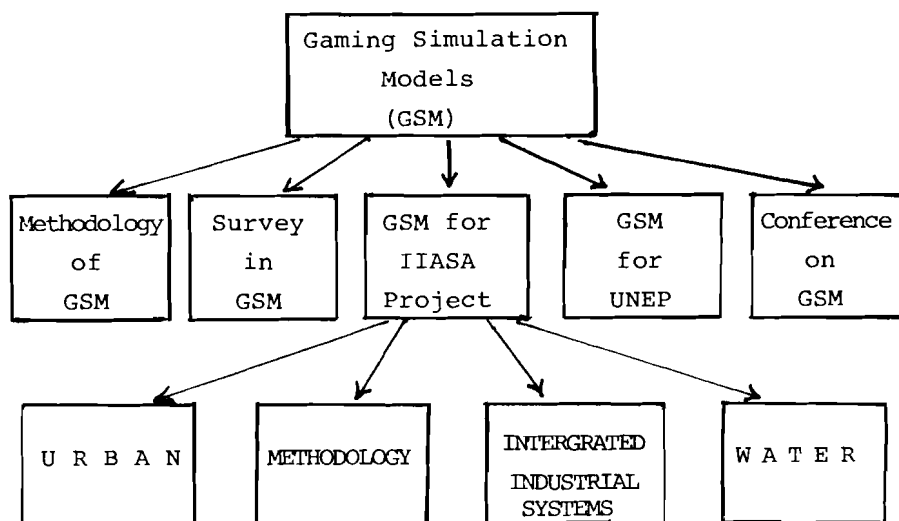 Gaming Simulation
Models
(GSM)
Methodology
of
GSM
Survey
in
GSM
GSM for
IIASA
Project
GSM
for
UNEP
Conference
on
GSM
U R B A N
METHODOLOGY
INTERGRATED
INDUSTRIAL
SYSTEMS
W A T E R